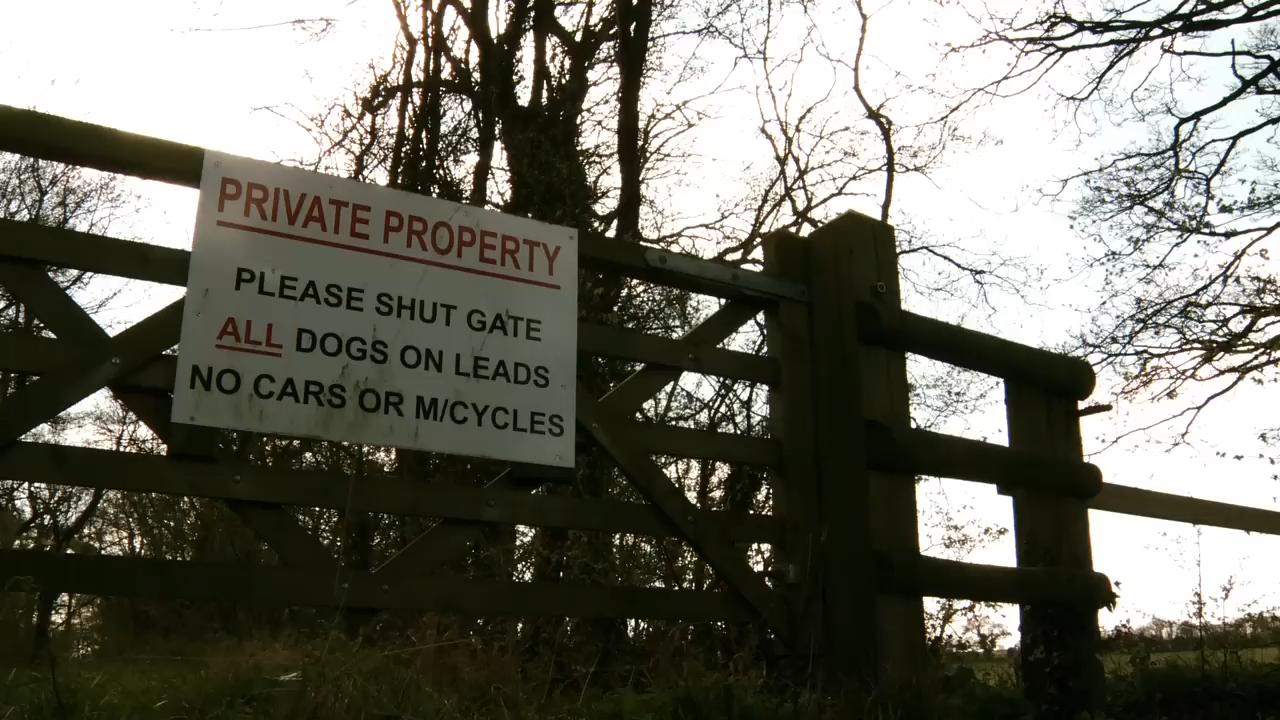 PRIVATE PROPERTY
PLEASE SHUT GATE
ALL DOGS ON LEADS
NO CARS OR M/CYCLES